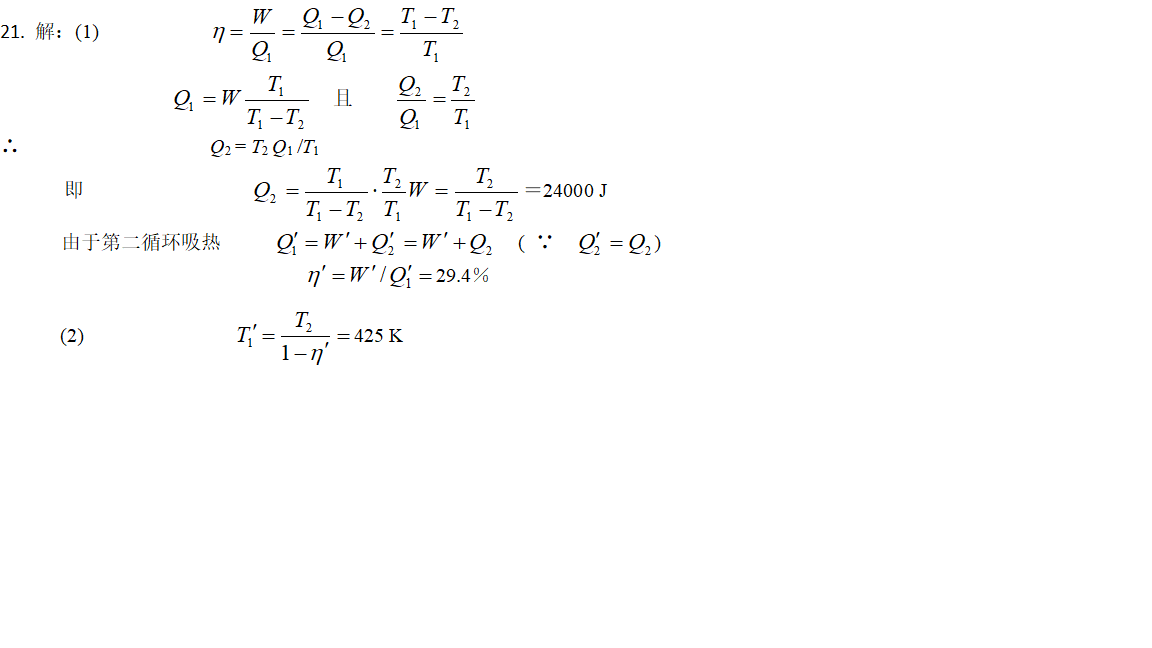 21. 解：(1) η = W/Q₁ = (Q₁ − Q₂)/Q₁ = (T₁ − T₂)/T₁
Q₁ = W T₁/(T₁ − T₂) 且 Q₂/Q₁ = T₂/T₁
∴ Q₂ = T₂ Q₁ /T₁
即 Q₂ = T₁/(T₁ − T₂) · T₂/T₁ W = T₂/(T₁ − T₂) ＝24000 J
由于第二循环吸热 Q₁′ = W′ + Q₂′ = W′ + Q₂ ( ∵ Q₂′ = Q₂ )
η′ = W′ / Q₁′ = 29.4％
(2) T₁′ = T₂/(1 − η′) = 425 K